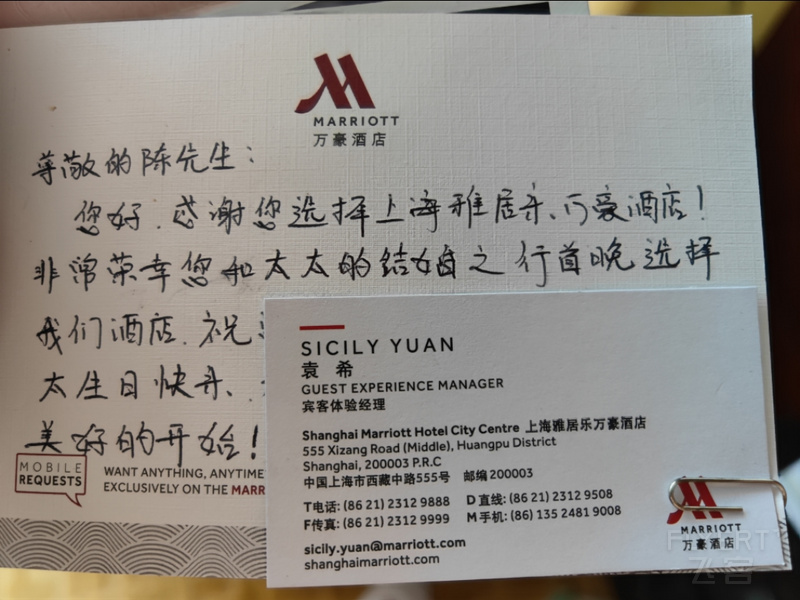 MARRIOTT
万豪酒店
尊敬的陈先生：
您好.感谢您选择上海雅居乐万豪酒店！
非常荣幸您和太太的结婚之行首晚选择
我们酒店.祝
太生日快乐、
美好的开始！
MOBILE
REQUESTS
WANT ANYTHING, ANYTIME
EXCLUSIVELY ON THE MARR
SICILY YUAN
袁 希
GUEST EXPERIENCE MANAGER
宾客体验经理
Shanghai Marriott Hotel City Centre 上海雅居乐万豪酒店
555 Xizang Road (Middle), Huangpu District
Shanghai, 200003 P.R.C
中国上海市西藏中路555号 邮编200003
T电话: (86 21) 2312 9888 D直线: (86 21) 2312 9508
F传真: (86 21) 2312 9999 M手机: (86) 135 2481 9008
sicily.yuan@marriott.com
shanghaimarriott.com
MARRIOTT
万豪酒店
飞客